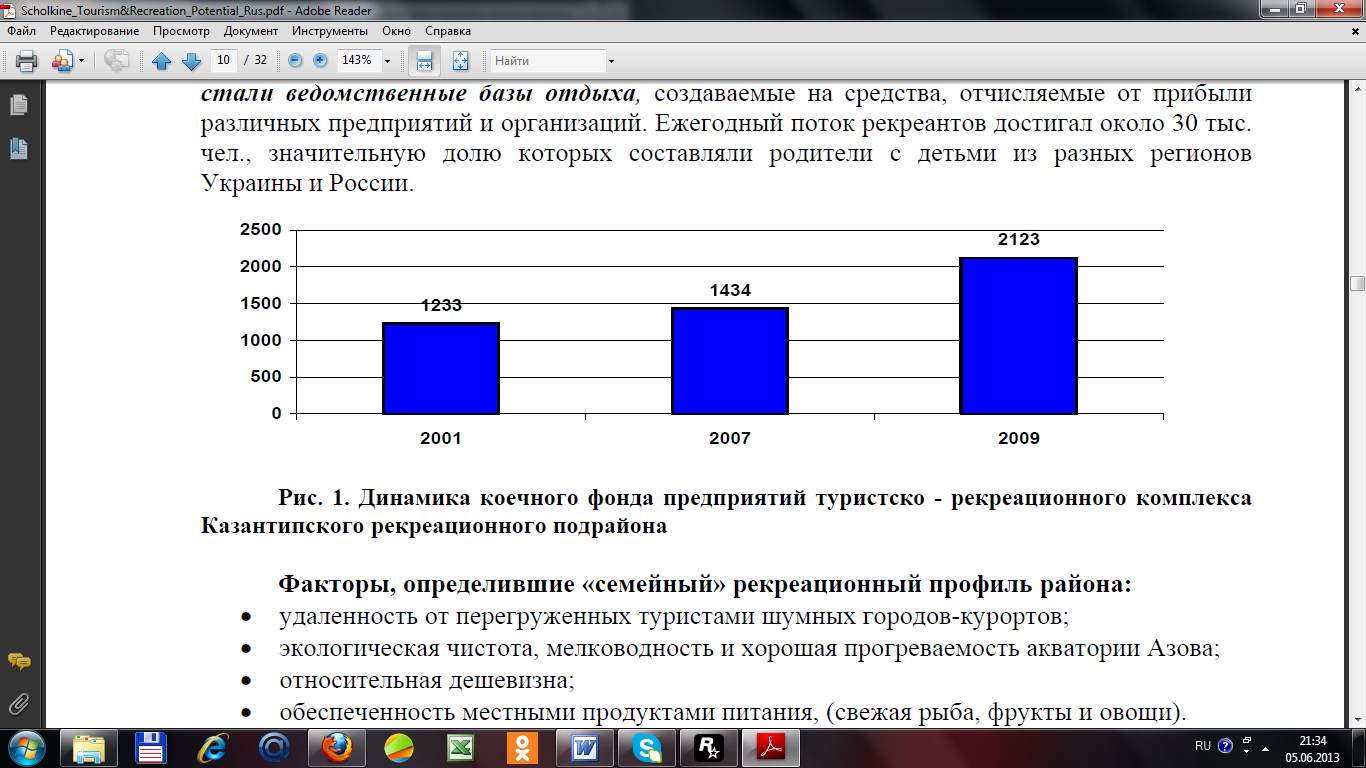 Scholkine_Tourism&Recreation_Potential_Rus.pdf - Adobe Reader
Файл Редактирование Просмотр Документ Инструменты Окно Справка
10 / 32 143% Найти
стали ведомственные базы отдыха, создаваемые на средства, отчисляемые от прибыли
различных предприятий и организаций. Ежегодный поток рекреантов достигал около 30 тыс.
чел., значительную долю которых составляли родители с детьми из разных регионов
Украины и России.
2500
2123
2000
1434
1500
1233
1000
500
0
2001 2007 2009
Рис. 1. Динамика коечного фонда предприятий туристско - рекреационного комплекса
Казантипского рекреационного подрайона
Факторы, определившие «семейный» рекреационный профиль района:
• удаленность от перегруженных туристами шумных городов-курортов;
• экологическая чистота, мелководность и хорошая прогреваемость акватории Азова;
• относительная дешевизна;
• обеспеченность местными продуктами питания, (свежая рыба, фрукты и овощи).
RU 21:34
05.06.2013